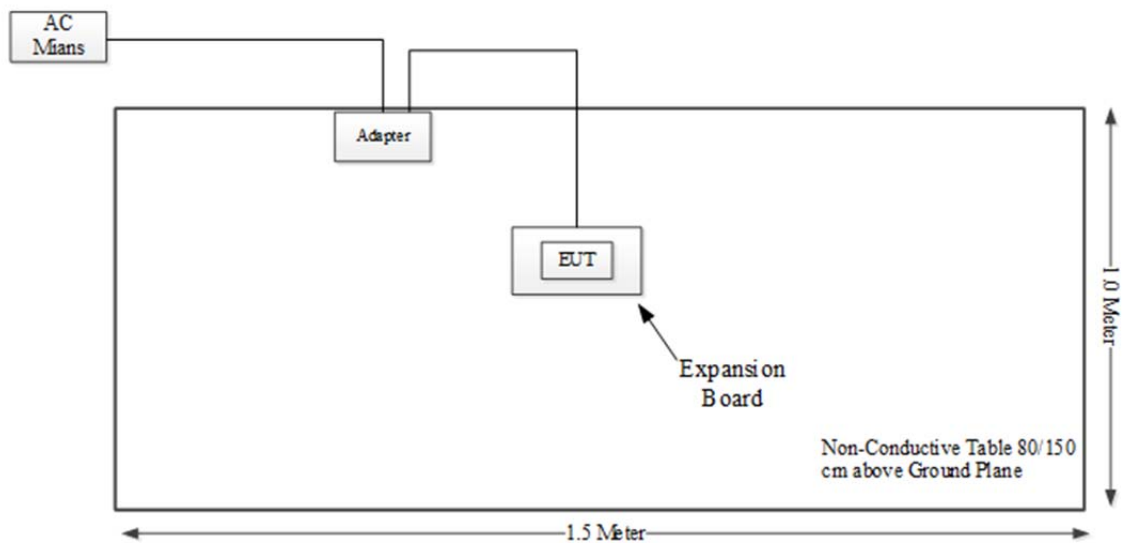 AC
Mians
Adapter
EUT
Expansion
Board
1.0 Meter
Non-Conductive Table 80/150
cm above Ground Plane
1.5 Meter